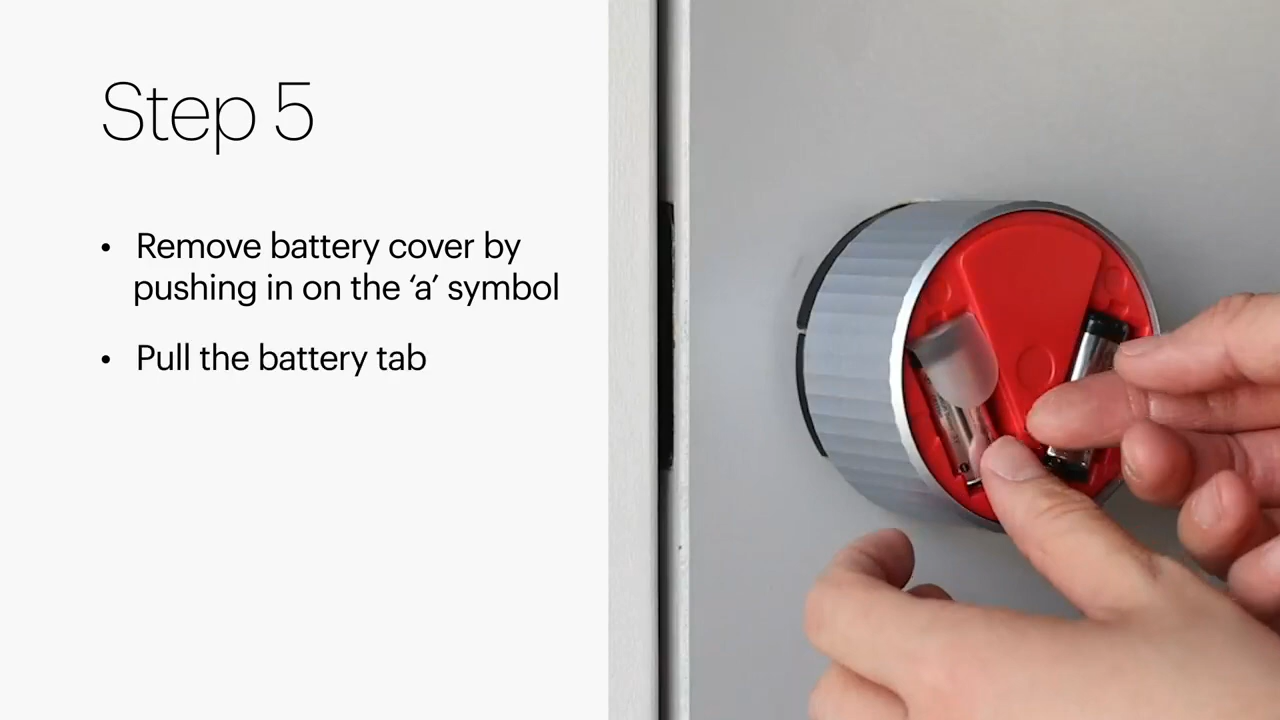 Step 5
• Remove battery cover by
pushing in on the ‘a’ symbol
• Pull the battery tab